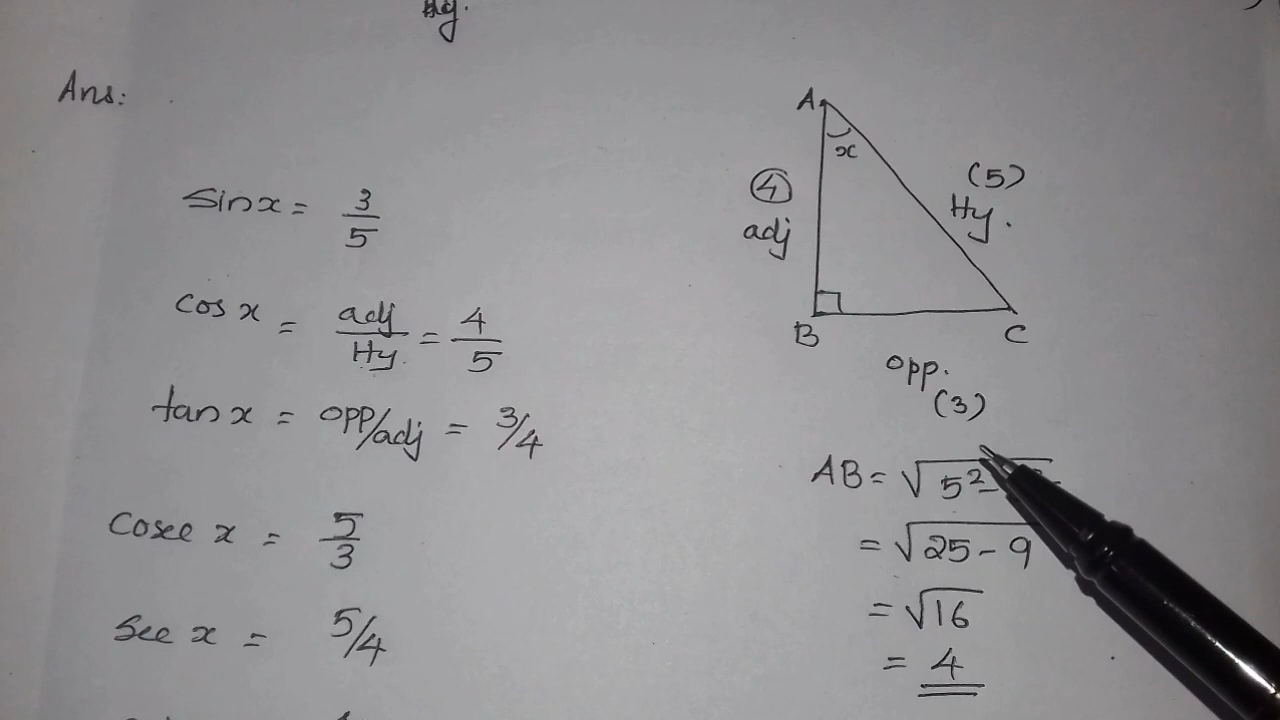 Hy.
Ans:
sin x = 3/5
cos x = adj/Hy. = 4/5
tan x = opp/adj = 3/4
cosec x = 5/3
sec x = 5/4
A
x
(5)
Hy.
4
adj
B
C
opp.
(3)
AB = √5² -
= √25 - 9
= √16
= 4